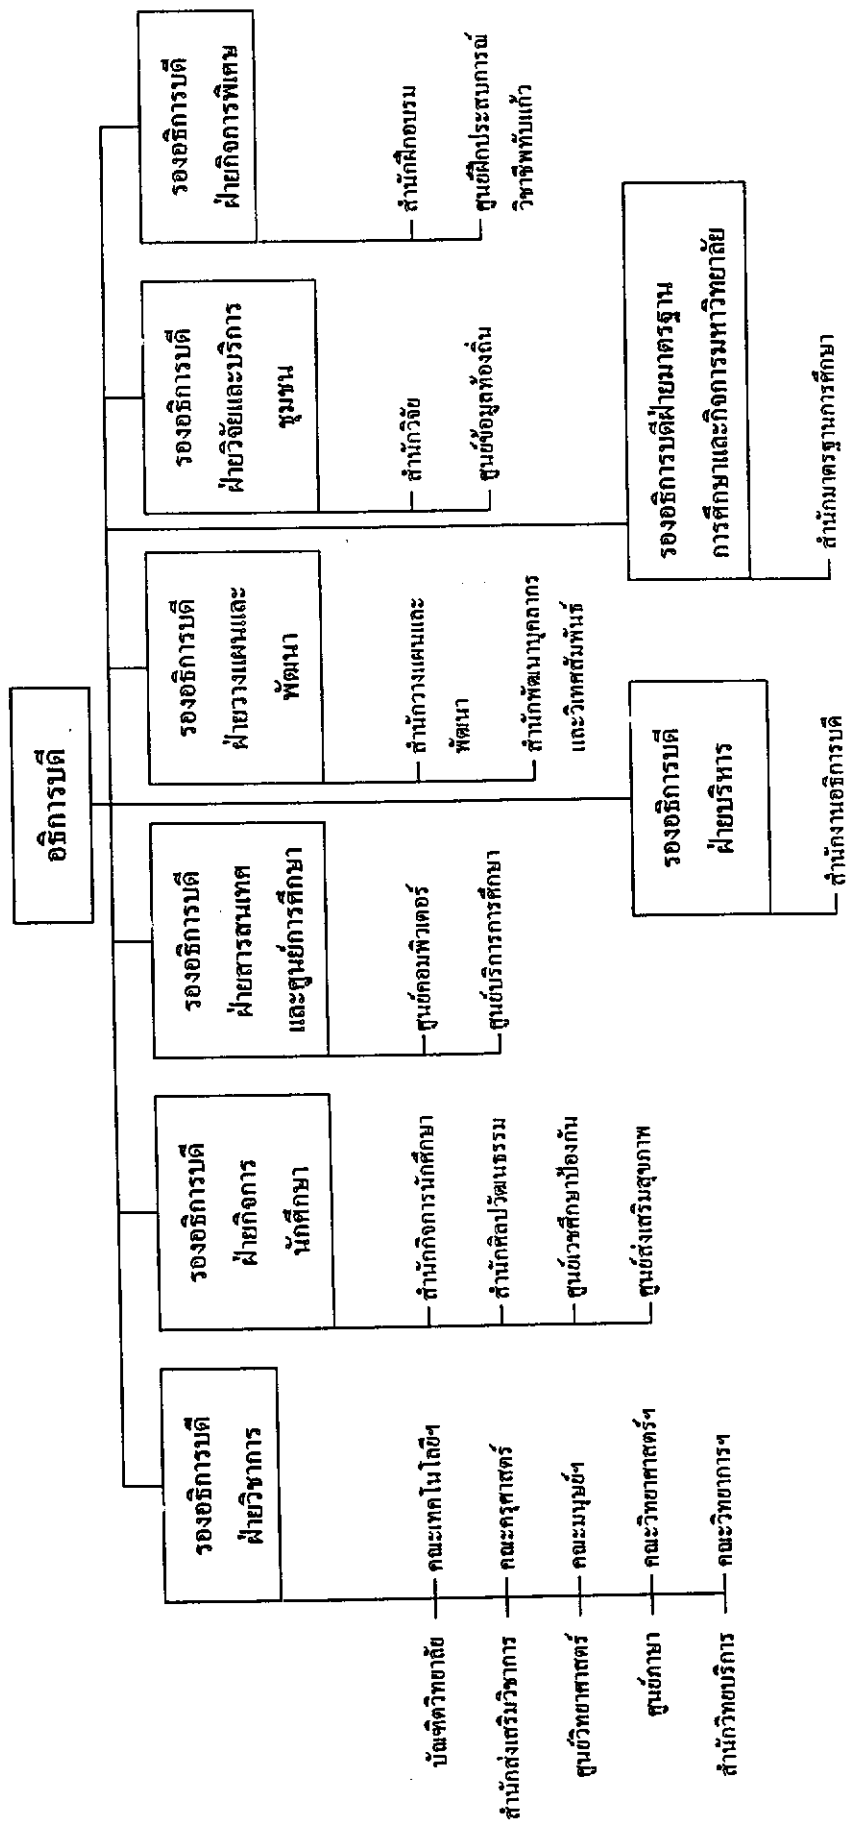 อธิการบดี
รองอธิการบดี
ฝ่ายวิชาการ
บัณฑิตวิทยาลัย
คณะเทคโนโลยีฯ
สำนักส่งเสริมวิชาการ
คณะครุศาสตร์
ศูนย์วิทยาศาสตร์
คณะมนุษย์ฯ
ศูนย์ภาษา
คณะวิทยาศาสตร์ฯ
สำนักวิทยบริการ
คณะวิทยาการฯ
รองอธิการบดี
ฝ่ายกิจการ
นักศึกษา
สำนักกิจการนักศึกษา
สำนักศิลปวัฒนธรรม
ศูนย์เวชศึกษาป้องกัน
ศูนย์ส่งเสริมสุขภาพ
รองอธิการบดี
ฝ่ายสารสนเทศ
และศูนย์การศึกษา
ศูนย์คอมพิวเตอร์
ศูนย์บริการการศึกษา
รองอธิการบดี
ฝ่ายวางแผนและ
พัฒนา
สำนักวางแผนและ
พัฒนา
สำนักพัฒนาบุคลากร
และวิเทศสัมพันธ์
รองอธิการบดี
ฝ่ายวิจัยและบริการ
ชุมชน
สำนักวิจัย
ศูนย์ข้อมูลท้องถิ่น
รองอธิการบดี
ฝ่ายกิจการพิเศษ
สำนักฝึกอบรม
ศูนย์ฝึกประสบการณ์
วิชาชีพทับแก้ว
รองอธิการบดี
ฝ่ายบริหาร
สำนักงานอธิการบดี
รองอธิการบดีฝ่ายมาตรฐาน
การศึกษาและกิจการมหาวิทยาลัย
สำนักมาตรฐานการศึกษา